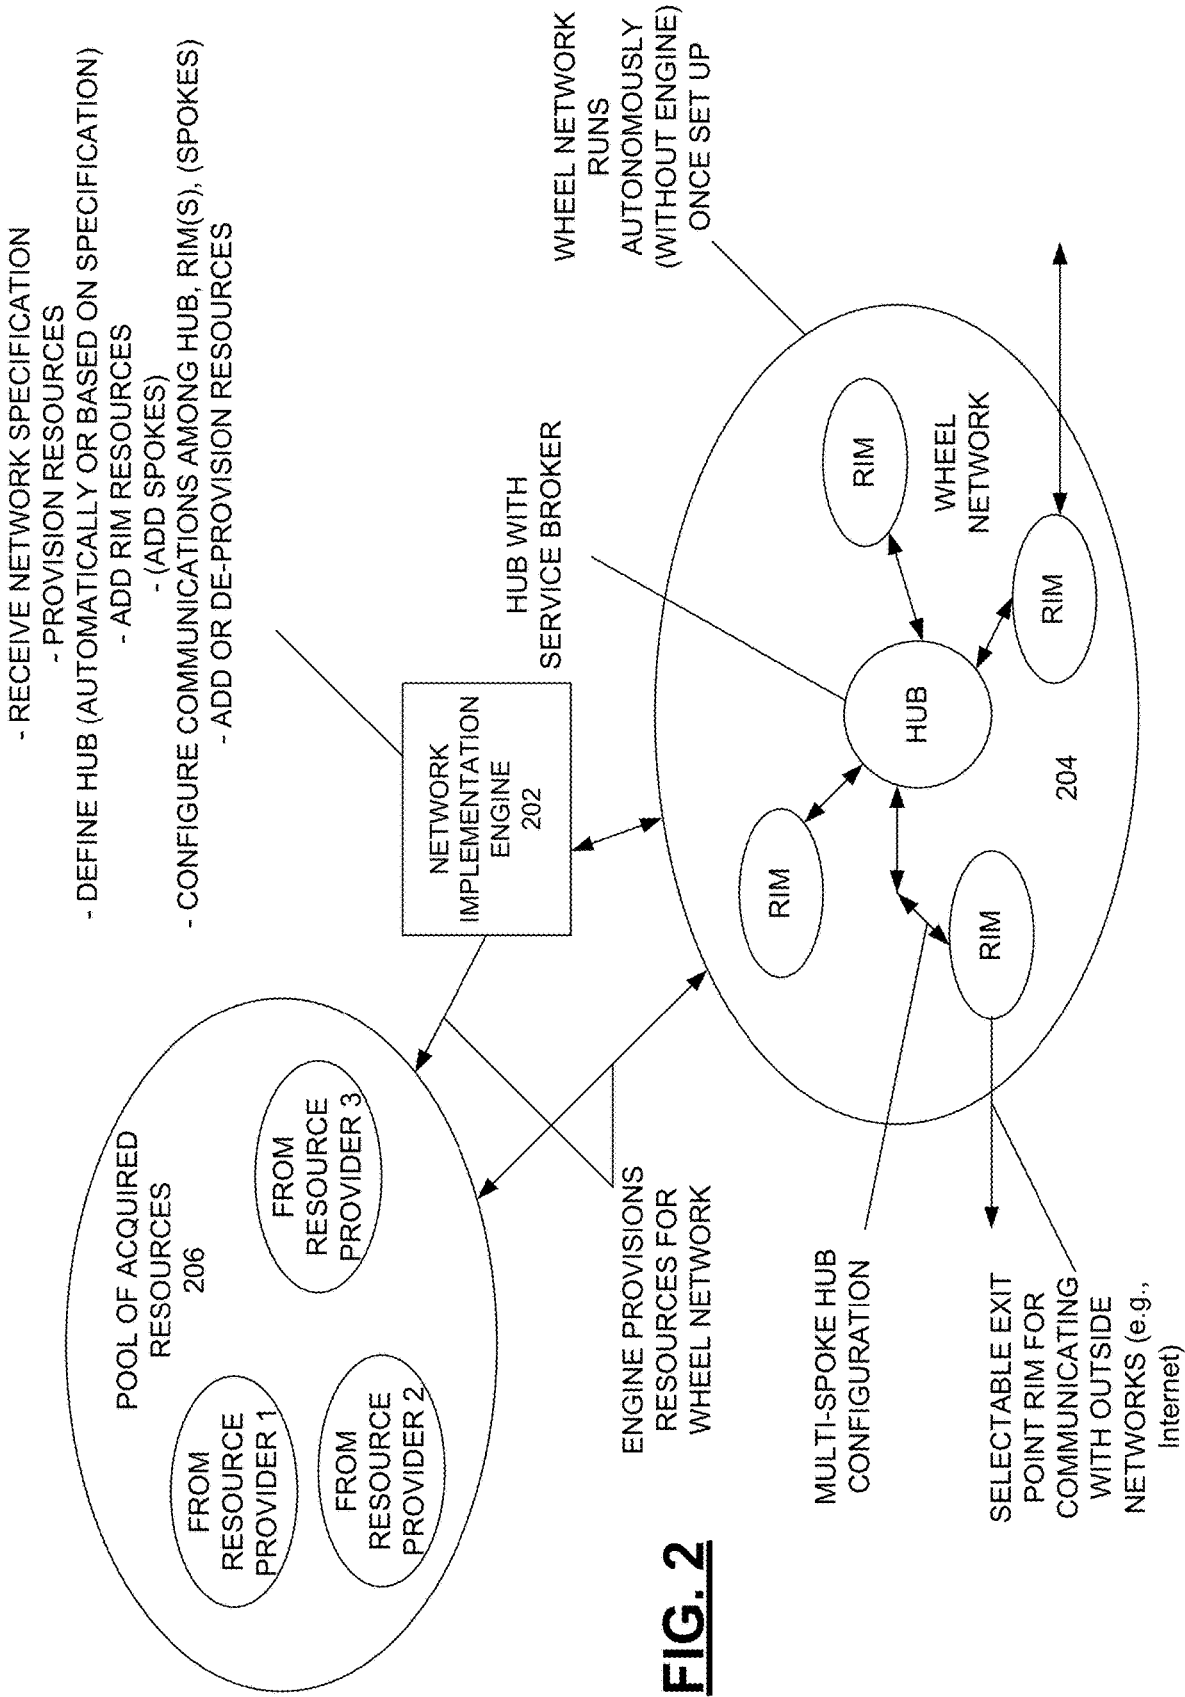 - RECEIVE NETWORK SPECIFICATION
- PROVISION RESOURCES
- DEFINE HUB (AUTOMATICALLY OR BASED ON SPECIFICATION)
- ADD RIM RESOURCES
- (ADD SPOKES)
- CONFIGURE COMMUNICATIONS AMONG HUB, RIM(S), (SPOKES)
- ADD OR DE-PROVISION RESOURCES
POOL OF ACQUIRED
RESOURCES
206
FROM
RESOURCE
PROVIDER 1
FROM
RESOURCE
PROVIDER 2
FROM
RESOURCE
PROVIDER 3
NETWORK
IMPLEMENTATION
ENGINE
202
HUB WITH
SERVICE BROKER
WHEEL NETWORK
RUNS
AUTONOMOUSLY
(WITHOUT ENGINE)
ONCE SET UP
ENGINE PROVISIONS
RESOURCES FOR
WHEEL NETWORK
RIM
RIM
HUB
WHEEL
NETWORK
RIM
RIM
204
MULTI-SPOKE HUB
CONFIGURATION
SELECTABLE EXIT
POINT RIM FOR
COMMUNICATING
WITH OUTSIDE
NETWORKS (e.g.,
Internet)
FIG. 2